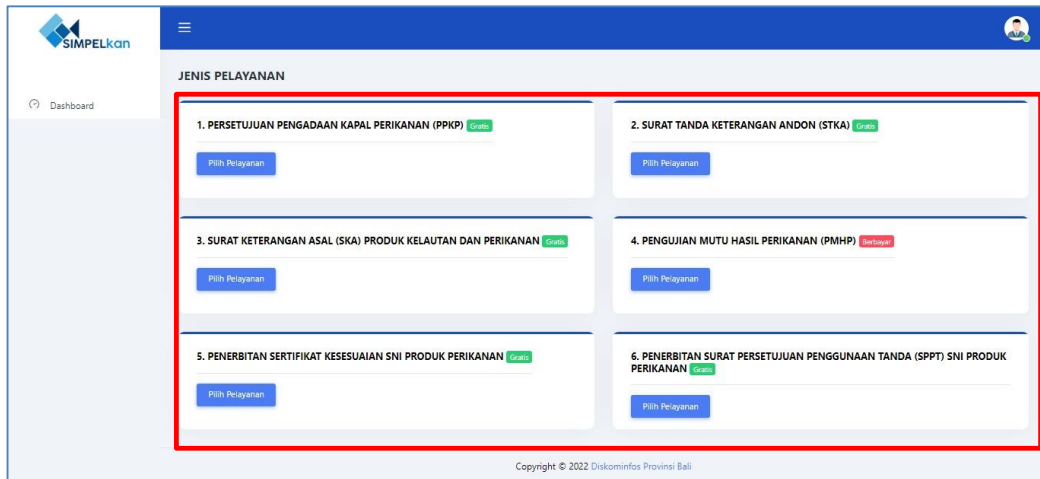 SIMPELkan
JENIS PELAYANAN
Dashboard
1. PERSETUJUAN PENGADAAN KAPAL PERIKANAN (PPKP) Gratis
Pilih Pelayanan
2. SURAT TANDA KETERANGAN ANDON (STKA) Gratis
Pilih Pelayanan
3. SURAT KETERANGAN ASAL (SKA) PRODUK KELAUTAN DAN PERIKANAN Gratis
Pilih Pelayanan
4. PENGUJIAN MUTU HASIL PERIKANAN (PMHP) Berbayar
Pilih Pelayanan
5. PENERBITAN SERTIFIKAT KESESUAIAN SNI PRODUK PERIKANAN Gratis
Pilih Pelayanan
6. PENERBITAN SURAT PERSETUJUAN PENGGUNAAN TANDA (SPPT) SNI PRODUK
PERIKANAN Gratis
Pilih Pelayanan
Copyright © 2022 Diskominfos Provinsi Bali